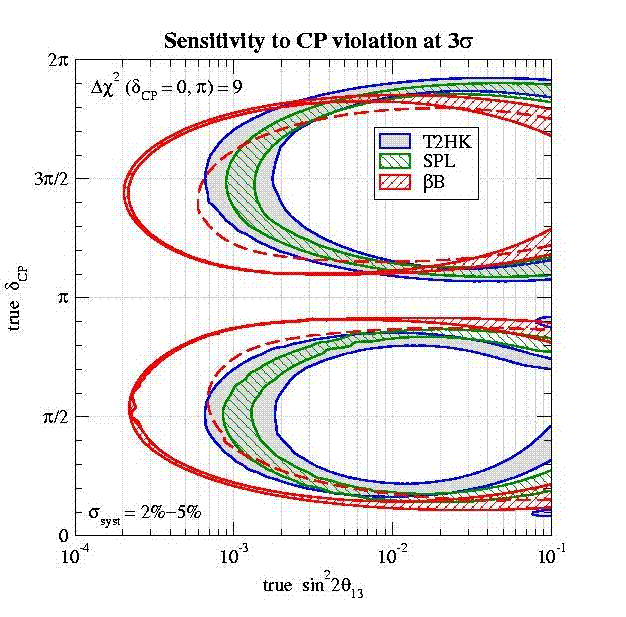 Sensitivity to CP violation at 3σ
2π
Δχ² (δCP = 0, π) = 9
T2HK
SPL
βB
3π/2
true δCP
π
π/2
σsyst = 2%−5%
0
10⁻⁴ 10⁻³ 10⁻² 10⁻¹
true sin²2θ₁₃